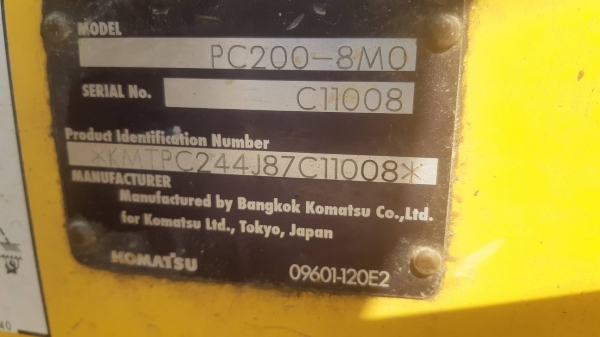 MODEL
PC200-8M0
SERIAL No.
C11008
Product Identification Number
*KMTPC244J87C11008*
MANUFACTURER
Manufactured by Bangkok Komatsu Co.,Ltd.
for Komatsu Ltd., Tokyo, Japan
KOMATSU
09601-120E2